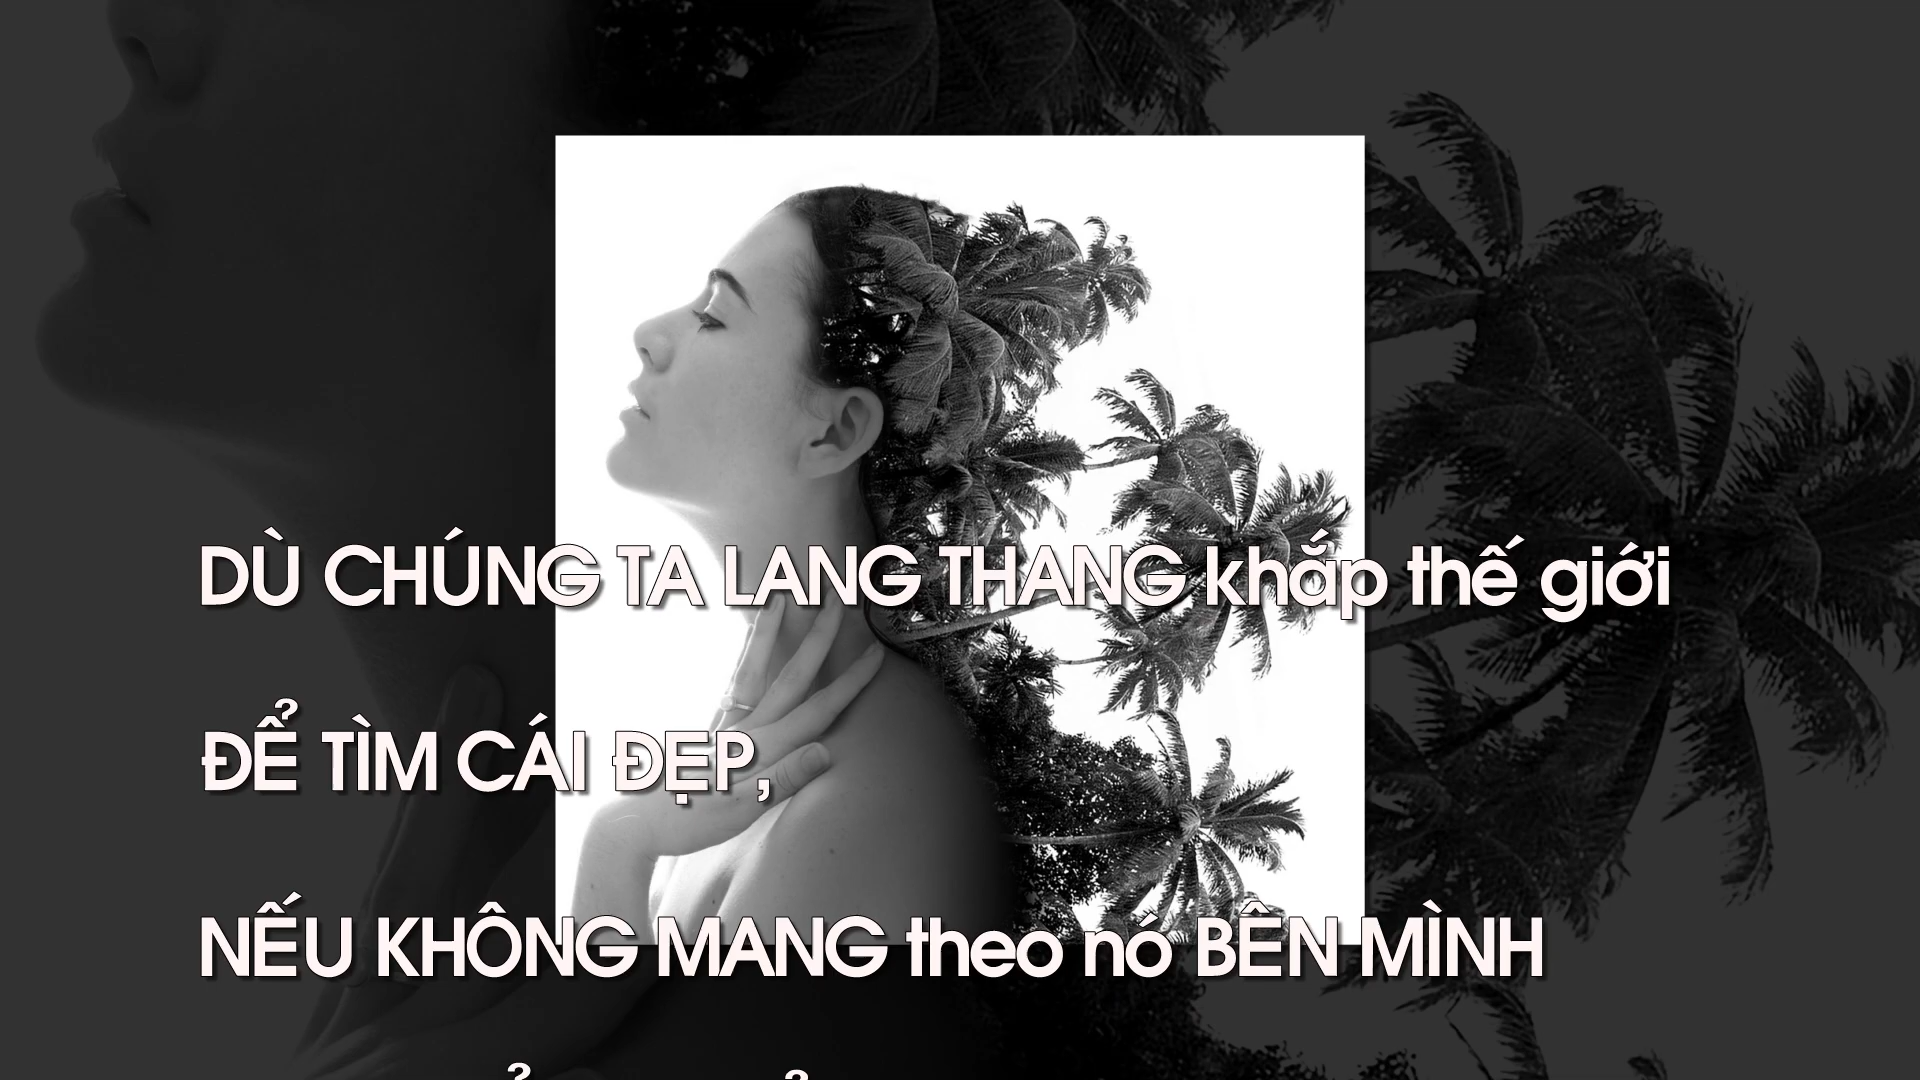 DÙ CHÚNG TA LANG THANG khắp thế giới
ĐỂ TÌM CÁI ĐẸP,
NẾU KHÔNG MANG theo nó BÊN MÌNH